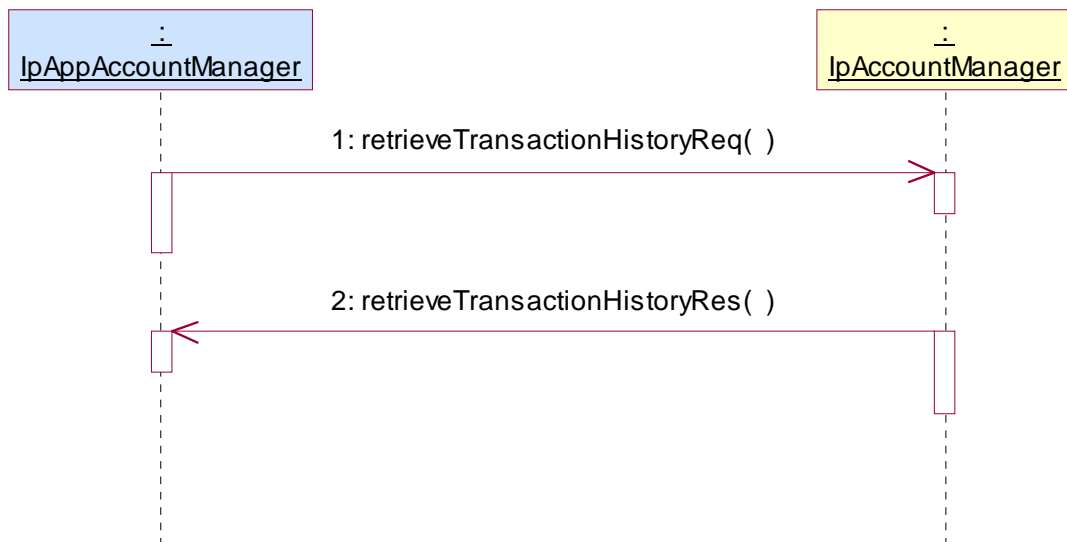 :
IpAppAccountManager
:
IpAccountManager
1: retrieveTransactionHistoryReq( )
2: retrieveTransactionHistoryRes( )